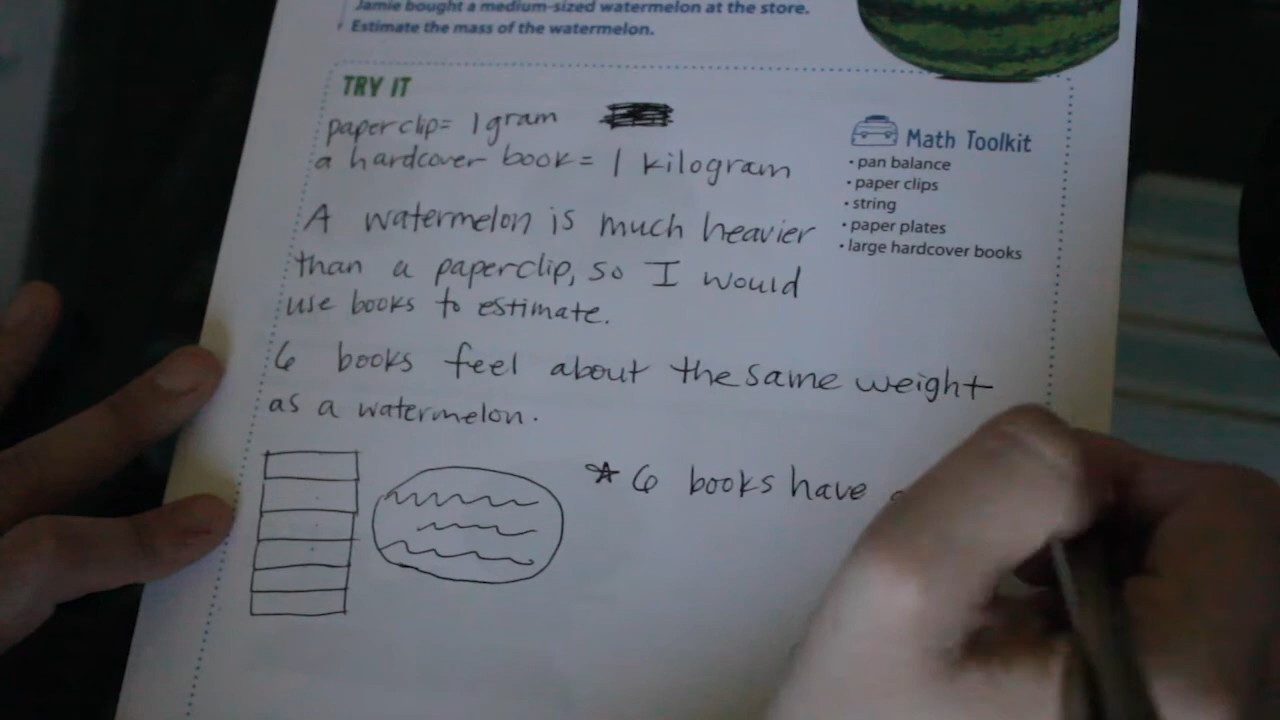 Jamie bought a medium-sized watermelon at the store.
Estimate the mass of the watermelon.
TRY IT
paperclip= 1 gram
a hardcover book = 1 kilogram
A watermelon is much heavier
than a paperclip, so I would
use books to estimate.
6 books feel about the same weight
as a watermelon.
* 6 books have
Math Toolkit
• pan balance
• paper clips
• string
• paper plates
• large hardcover books